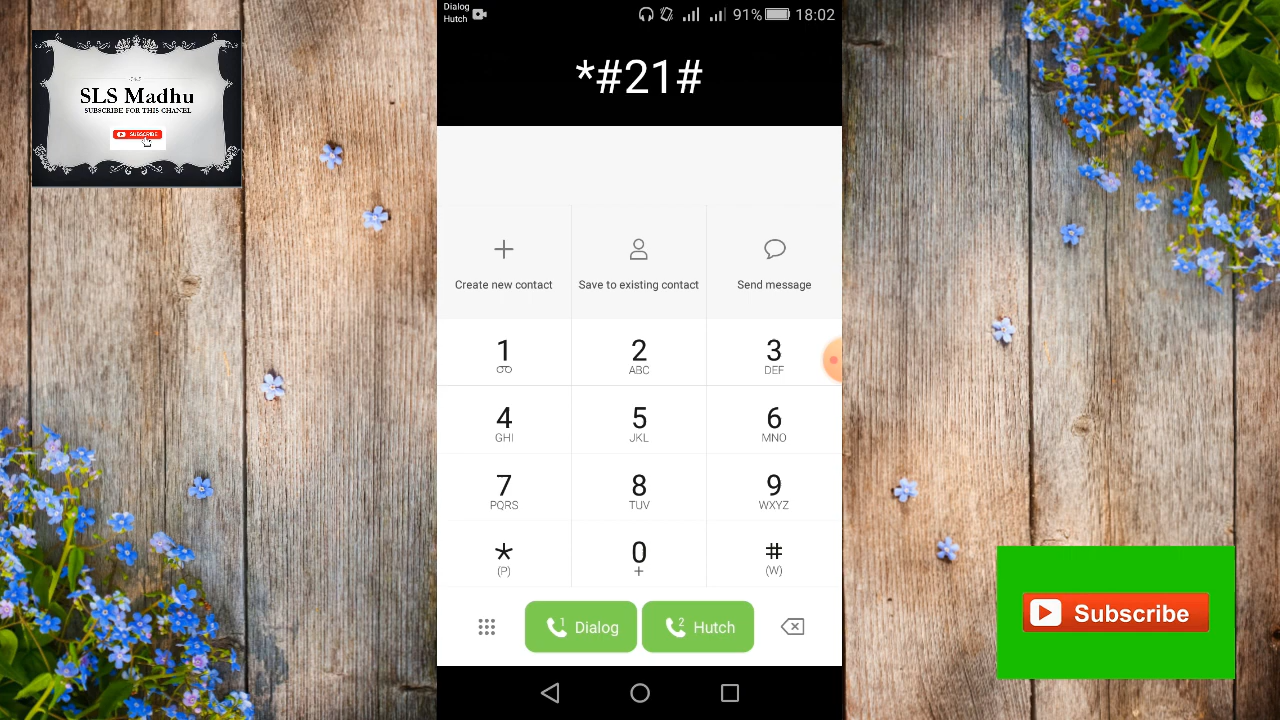 SLS Madhu
SUBSCRIBE FOR THIS CHANEL
SUBSCRIBE
Dialog
Hutch
91% 18:02
*#21#
Create new contact
Save to existing contact
Send message
1
2
ABC
3
DEF
4
GHI
5
JKL
6
MNO
7
PQRS
8
TUV
9
WXYZ
*
(P)
0
+
#
(W)
1 Dialog
2 Hutch
Subscribe